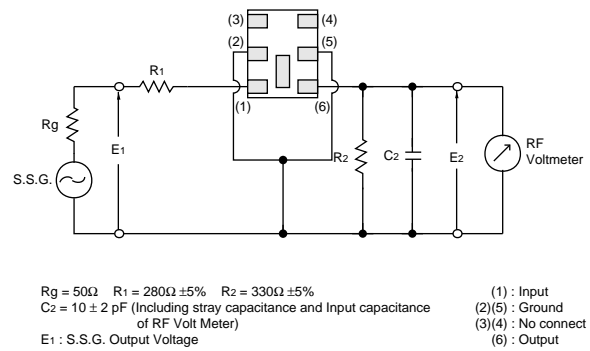 (3) (4)
(2) (5)
R1
(1) (6)
Rg
E1
R2
C2
E2
RF
Voltmeter
S.S.G.
Rg = 50Ω R1 = 280Ω ±5% R2 = 330Ω ±5%
C2 = 10 ± 2 pF (Including stray capacitance and Input capacitance
of RF Volt Meter)
E1 : S.S.G. Output Voltage
(1) : Input
(2)(5) : Ground
(3)(4) : No connect
(6) : Output